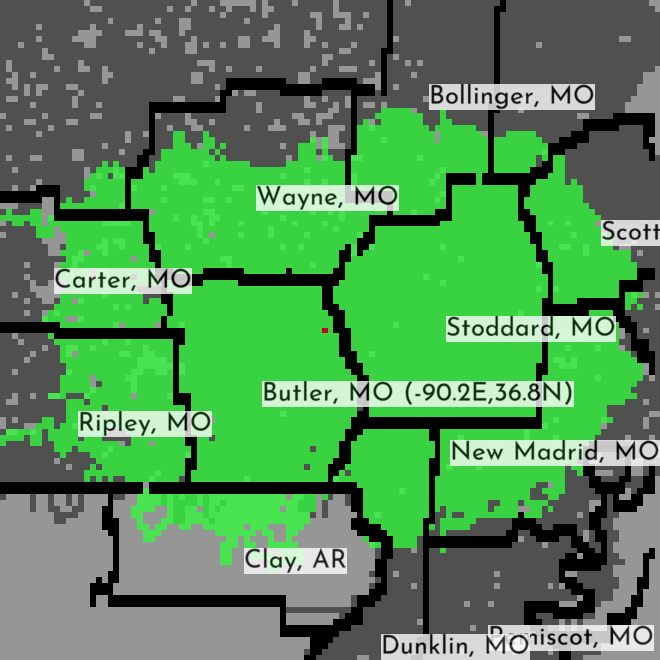 Bollinger, MO
Wayne, MO
Scott
Carter, MO
Stoddard, MO
Butler, MO (-90.2E,36.8N)
Ripley, MO
New Madrid, MO
Clay, AR
Pemiscot, MO
Dunklin, MO